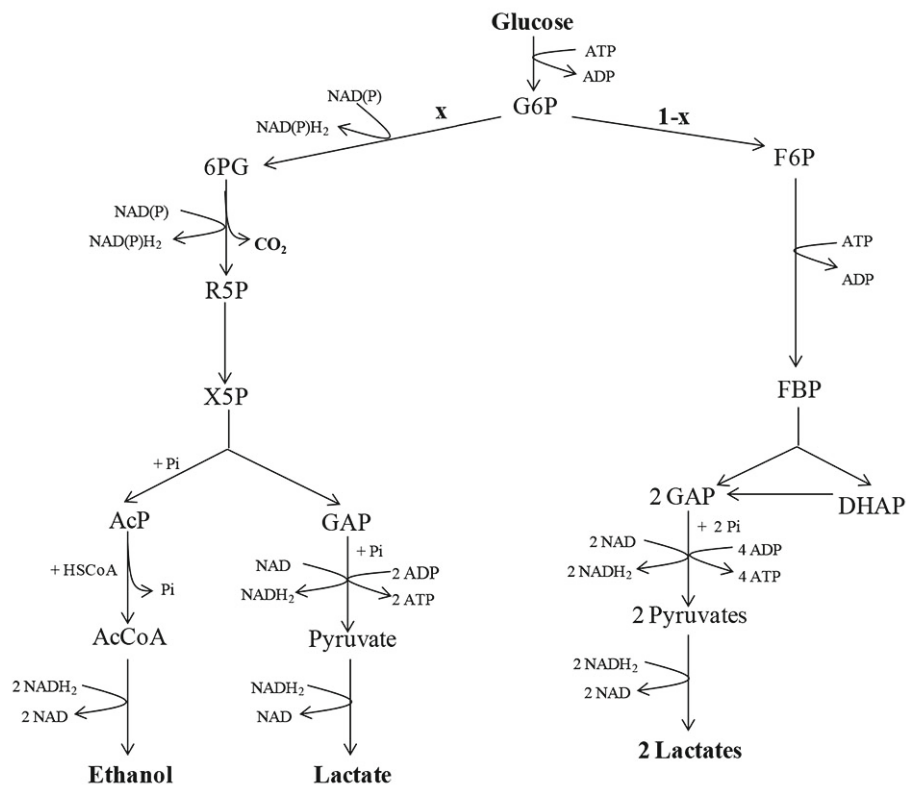 Glucose
ATP
ADP
G6P
NAD(P)
x
NAD(P)H₂
1-x
6PG
F6P
NAD(P)
NAD(P)H₂
CO₂
ATP
ADP
R5P
X5P
FBP
+ Pi
AcP
GAP
2 GAP
DHAP
+ HSCoA
Pi
+ Pi
NAD
NADH₂
2 ADP
2 ATP
+ 2 Pi
2 NAD
2 NADH₂
4 ADP
4 ATP
AcCoA
Pyruvate
2 Pyruvates
2 NADH₂
2 NAD
NADH₂
NAD
2 NADH₂
2 NAD
Ethanol
Lactate
2 Lactates